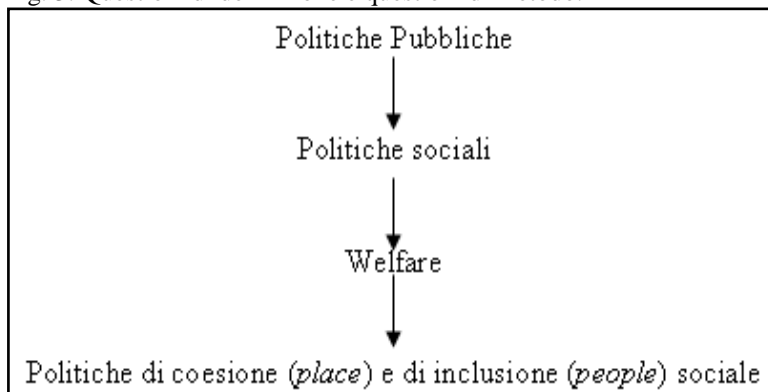 Politiche Pubbliche
Politiche sociali
Welfare
Politiche di coesione (place) e di inclusione (people) sociale